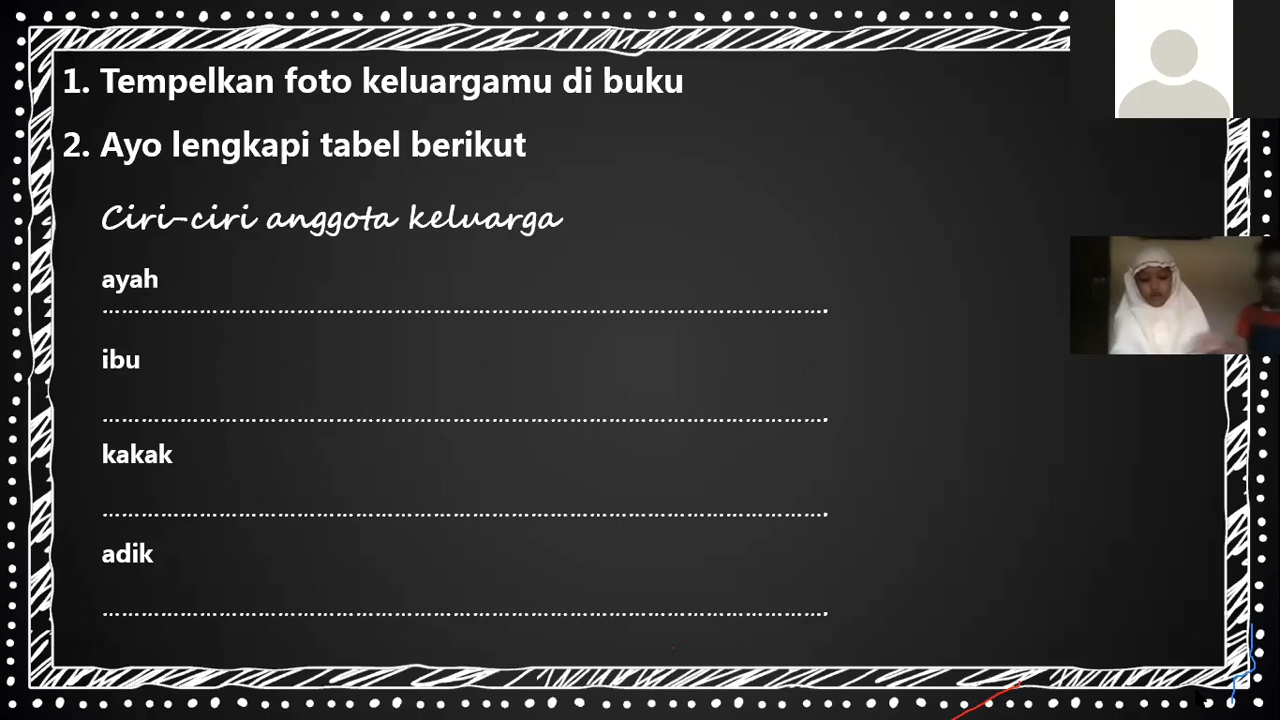 1. Tempelkan foto keluargamu di buku
2. Ayo lengkapi tabel berikut
Ciri-ciri anggota keluarga
ayah
……………………………………………………………………………………………….
ibu
……………………………………………………………………………………………….
kakak
……………………………………………………………………………………………….
adik
……………………………………………………………………………………………….